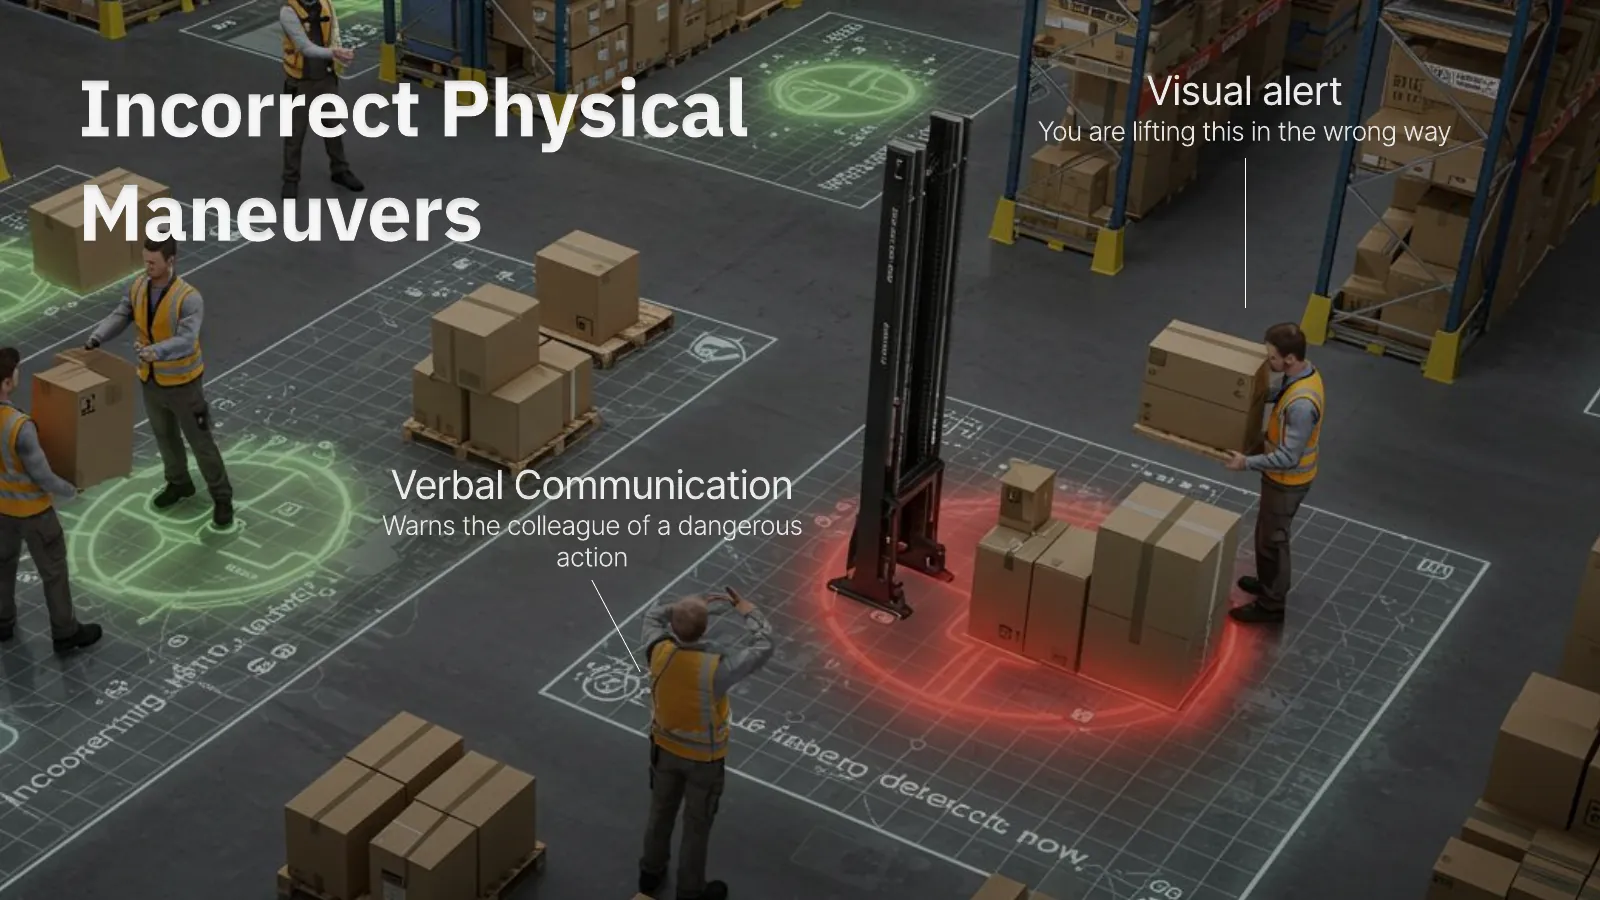 Incorrect Physical
Maneuvers
Visual alert
You are lifting this in the wrong way
Verbal Communication
Warns the colleague of a dangerous
action
now.